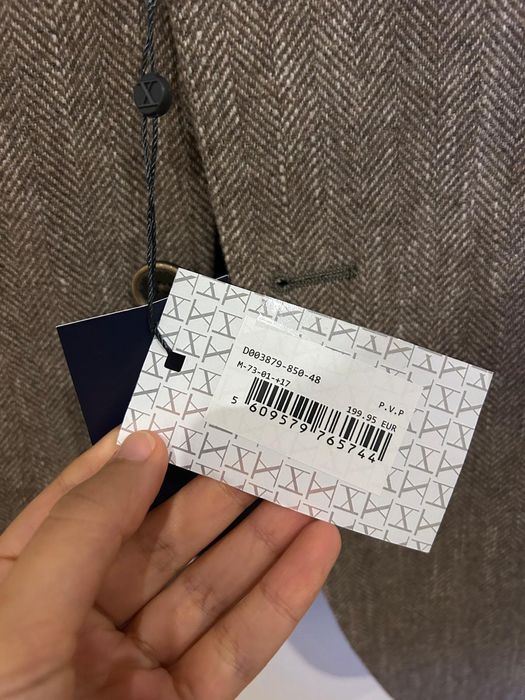 D003879-850-48
M-73-01-+17
P.V.P
199.95 EUR
5 609579 765744